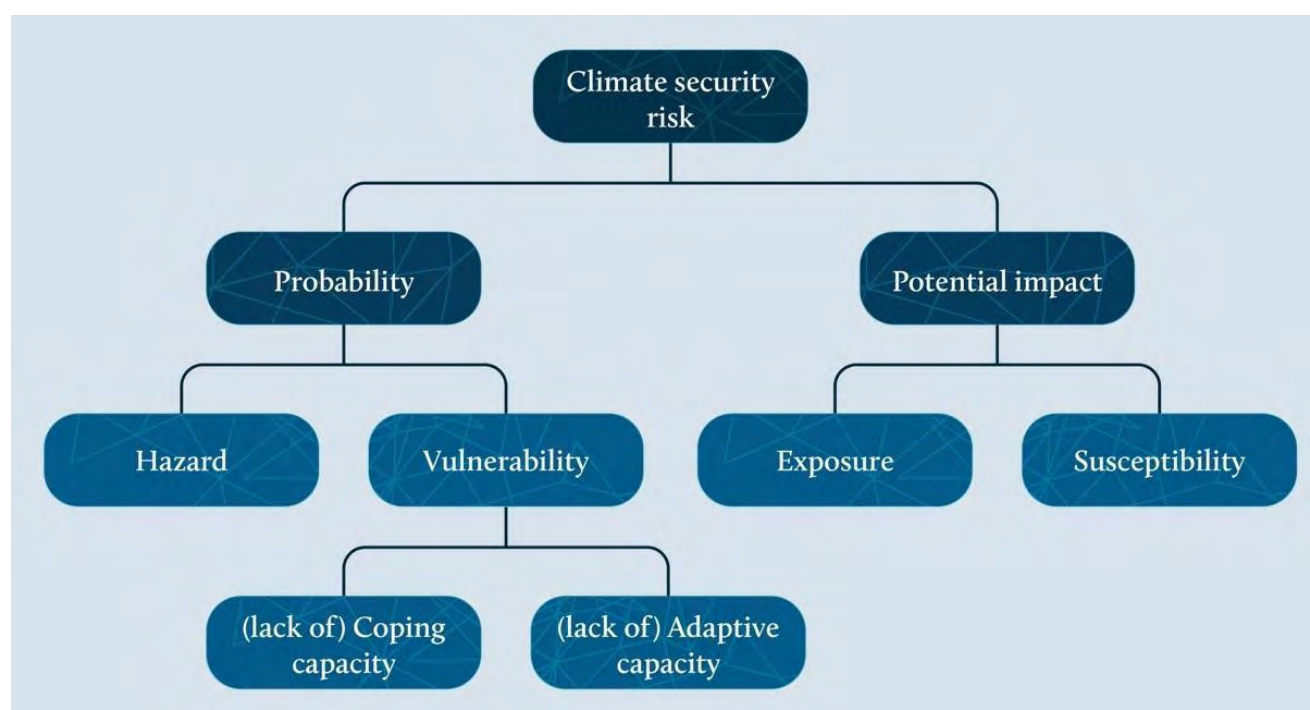 Climate security
risk
Probability
Potential impact
Hazard
Vulnerability
Exposure
Susceptibility
(lack of) Coping
capacity
(lack of) Adaptive
capacity